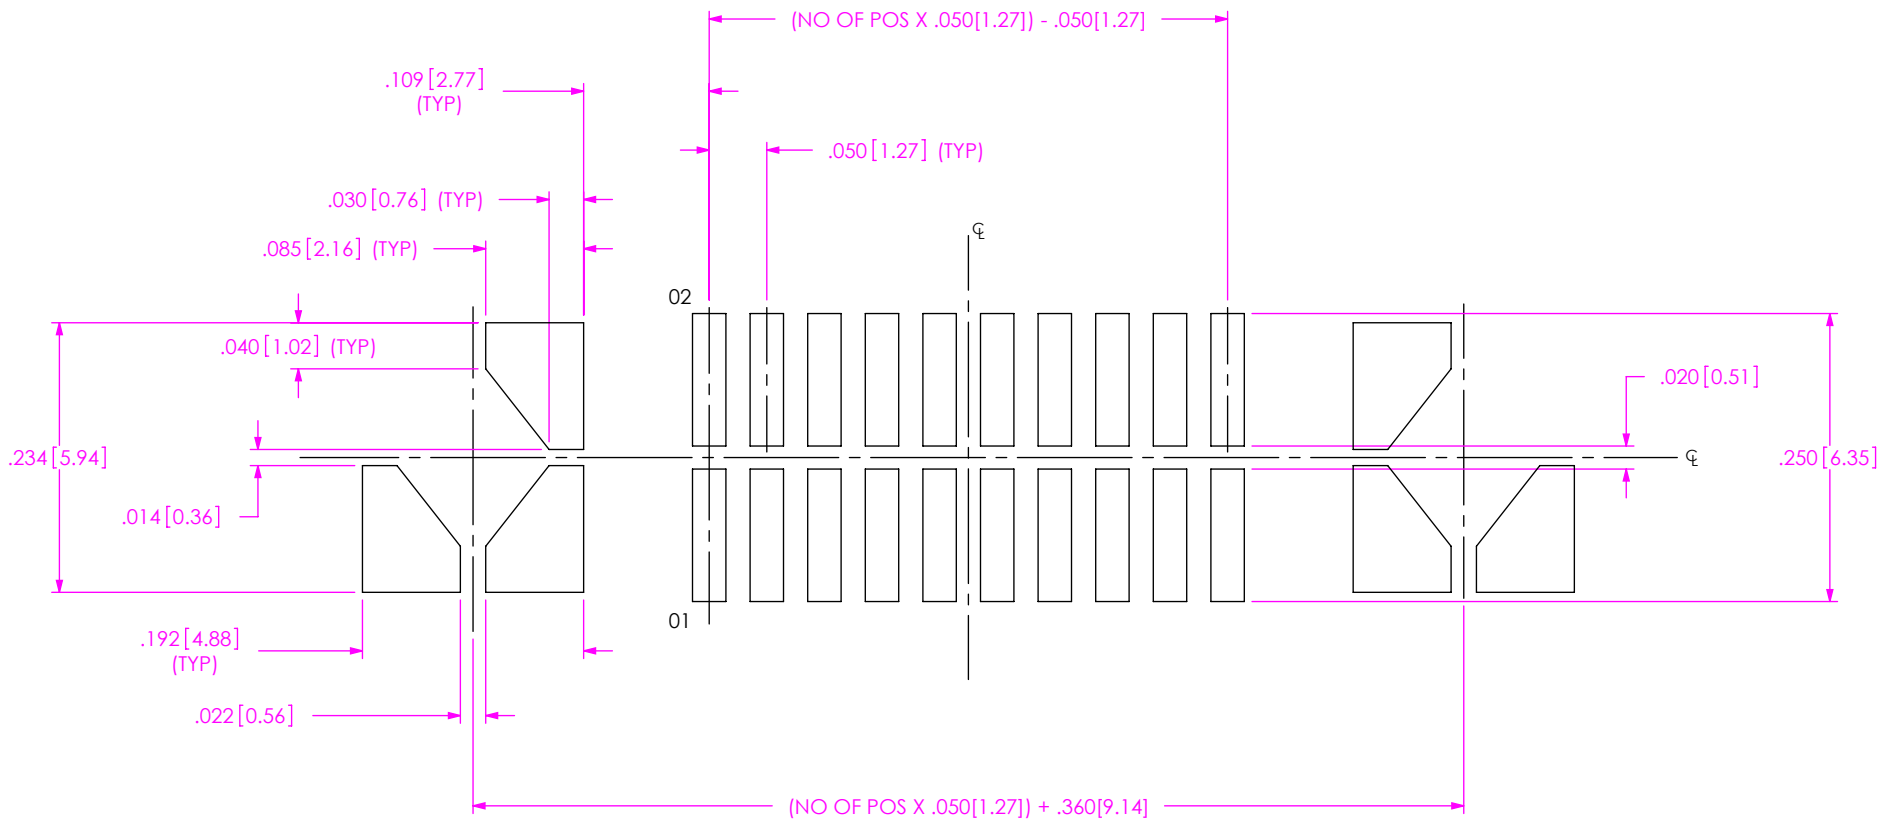 (NO OF POS X .050[1.27]) - .050[1.27]
.109[2.77]
(TYP)
.050[1.27] (TYP)
.030[0.76] (TYP)
.085[2.16] (TYP)
℄
02
.040[1.02] (TYP)
.020[0.51]
.234[5.94]
℄
.250[6.35]
.014[0.36]
01
.192[4.88]
(TYP)
.022[0.56]
(NO OF POS X .050[1.27]) + .360[9.14]